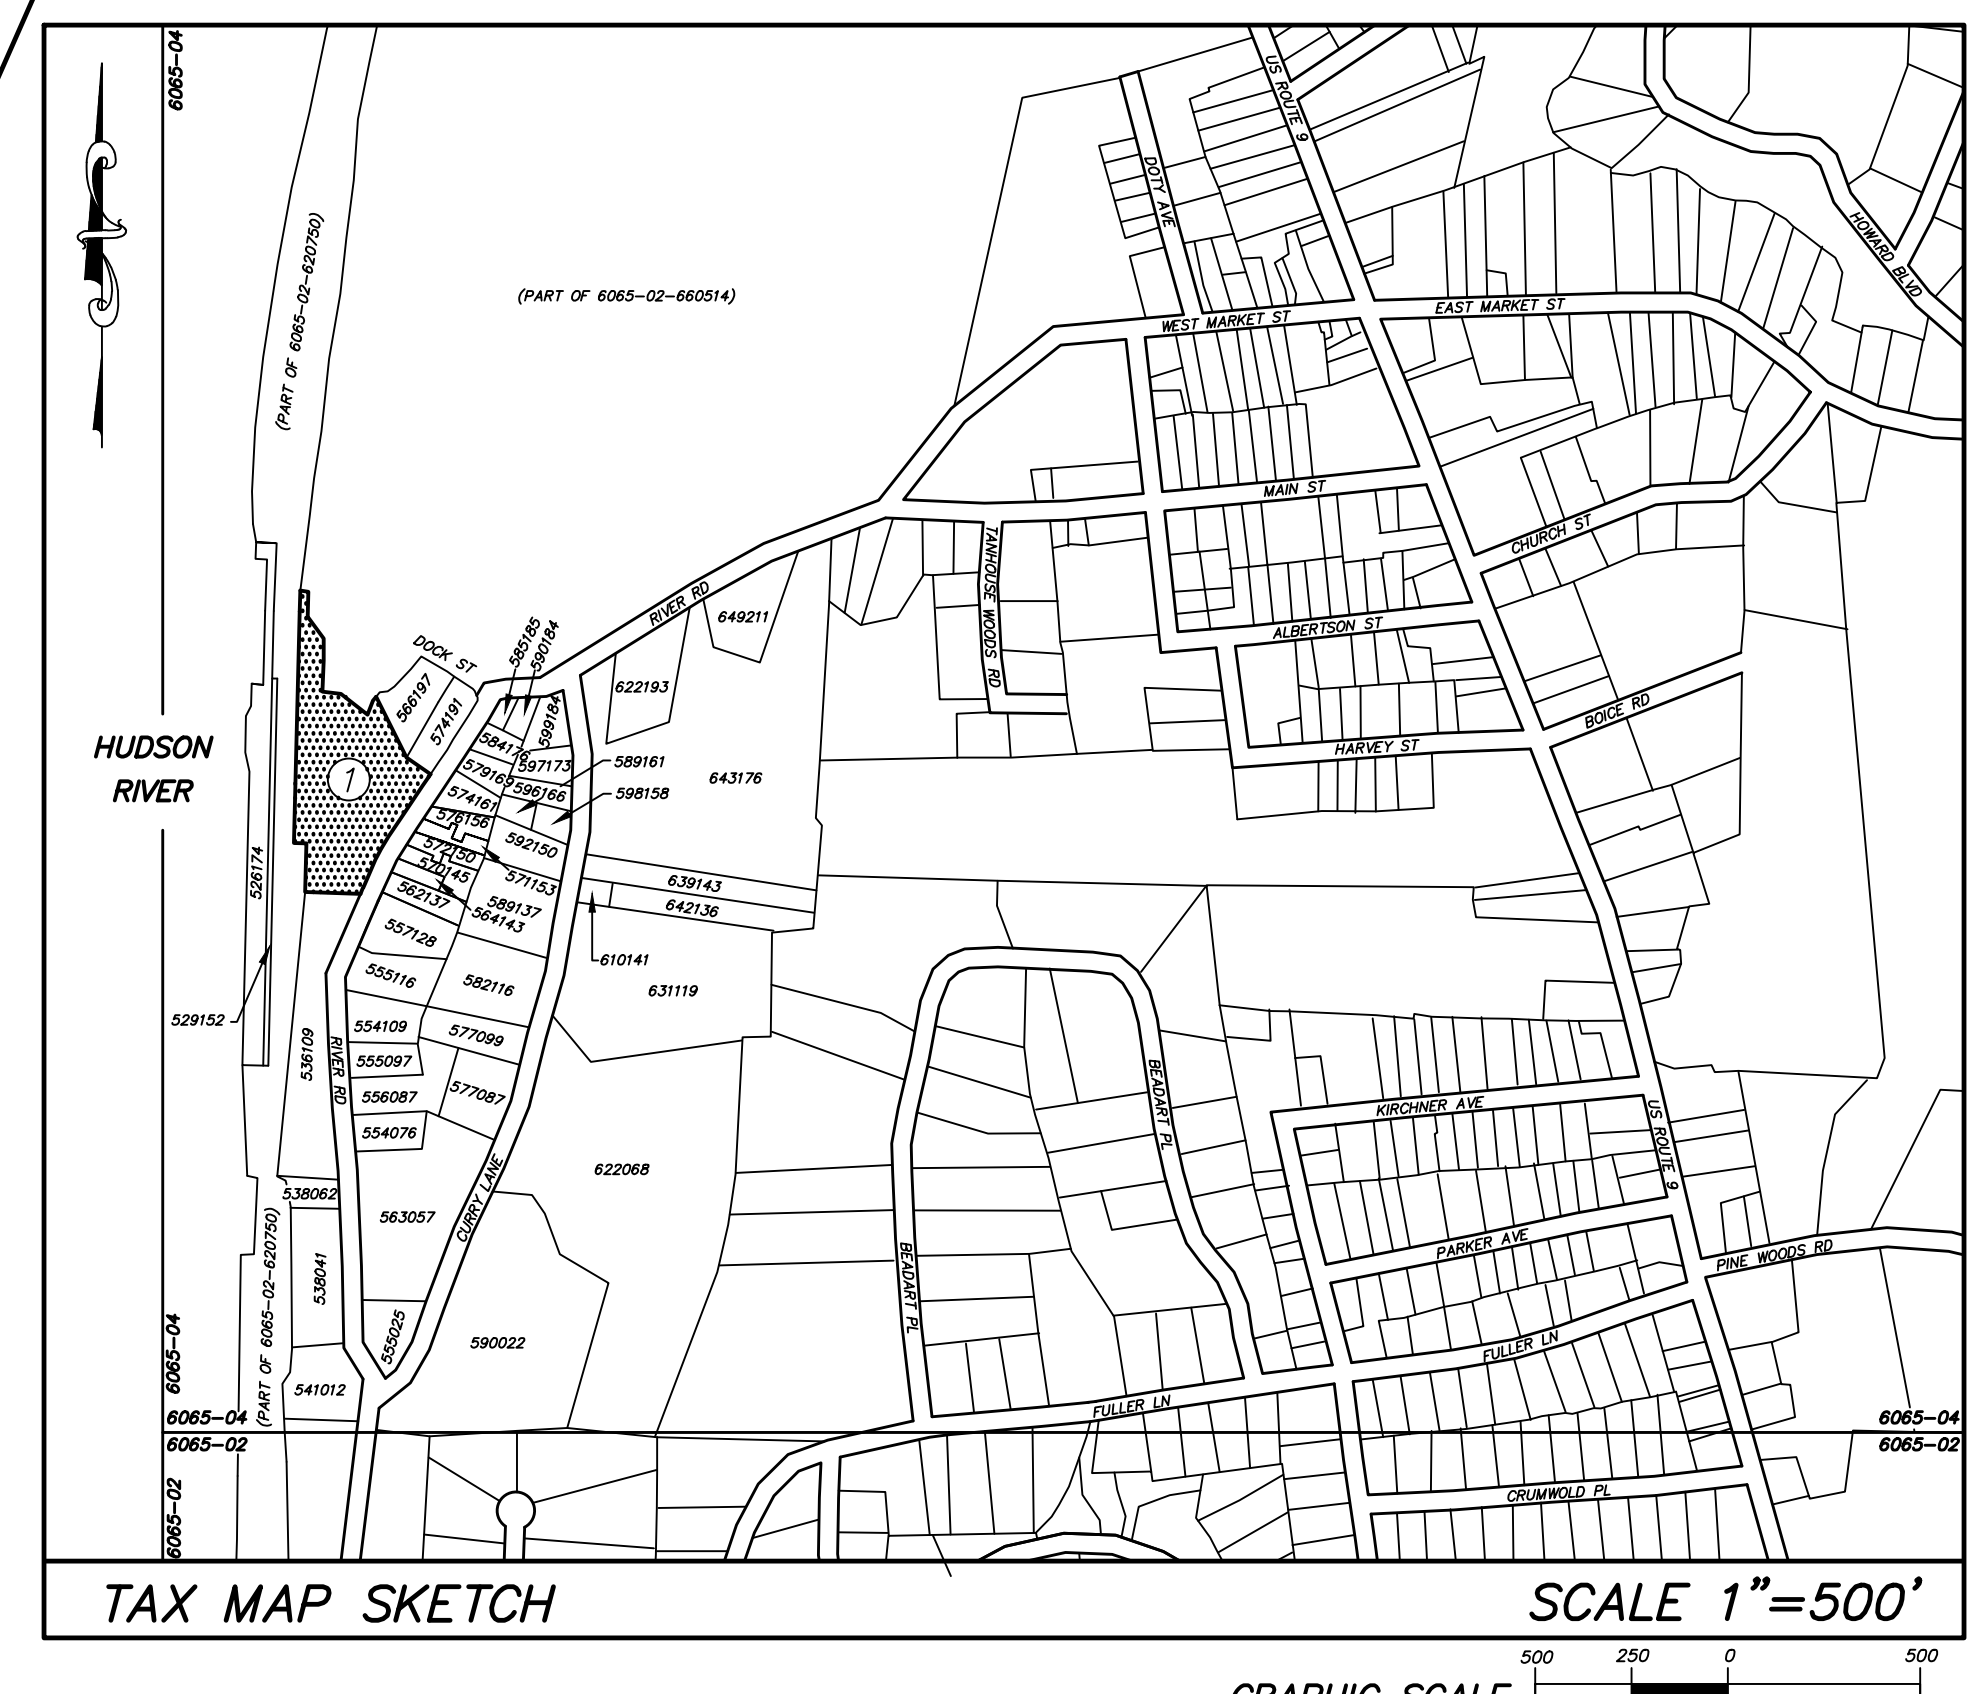 6065-04
US ROUTE 9
DOTY AVE
HOWARD BLVD
(PART OF 6065-02-620750)
(PART OF 6065-02-660514)
WEST MARKET ST
EAST MARKET ST
MAIN ST
CHURCH ST
TANHOUSE WOODS RD
RIVER RD
649211
ALBERTSON ST
DOCK ST
585185
590184
622193
566197
574191
599184
BOICE RD
HARVEY ST
HUDSON
RIVER
1
584176
597173
589161
579169
596166
643176
598158
574161
576156
592150
572150
570145
571153
639143
526174
562137
589137
642136
564143
557128
610141
555116
582116
631119
529152
554109
577099
536109
RIVER RD
555097
577087
556087
BEADART PL
KIRCHNER AVE
554076
US ROUTE 9
622068
538062
563057
CURRY LANE
PARKER AVE
PINE WOODS RD
538041
BEADART PL
(PART OF 6065-02-620750)
555025
590022
FULLER LN
6065-04
541012
FULLER LN
6065-04
6065-04
6065-02
6065-02
6065-02
CRUMWOLD PL
TAX MAP SKETCH
SCALE 1"=500'
500 250 0 500
GRAPHIC SCALE